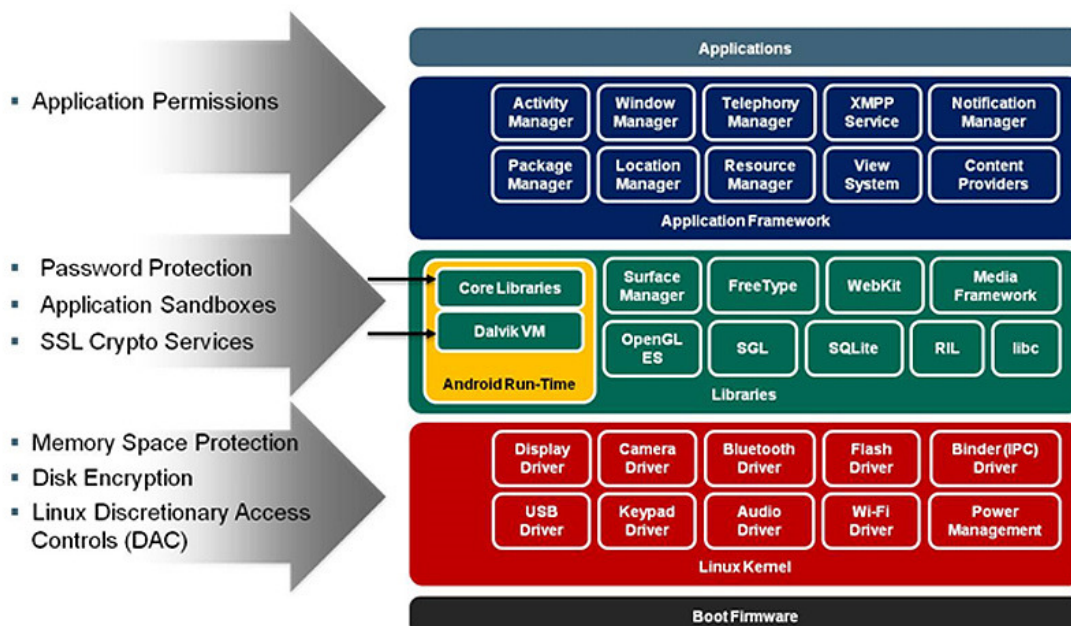 Application Permissions
Password Protection
Application Sandboxes
SSL Crypto Services
Memory Space Protection
Disk Encryption
Linux Discretionary Access
Controls (DAC)
Applications
Activity
Manager
Window
Manager
Telephony
Manager
XMPP
Service
Notification
Manager
Package
Manager
Location
Manager
Resource
Manager
View
System
Content
Providers
Application Framework
Core Libraries
Dalvik VM
Android Run-Time
Surface
Manager
FreeType
WebKit
Media
Framework
OpenGL
ES
SGL
SQLite
RIL
libc
Libraries
Display
Driver
Camera
Driver
Bluetooth
Driver
Flash
Driver
Binder (IPC)
Driver
USB
Driver
Keypad
Driver
Audio
Driver
Wi-Fi
Driver
Power
Management
Linux Kernel
Boot Firmware